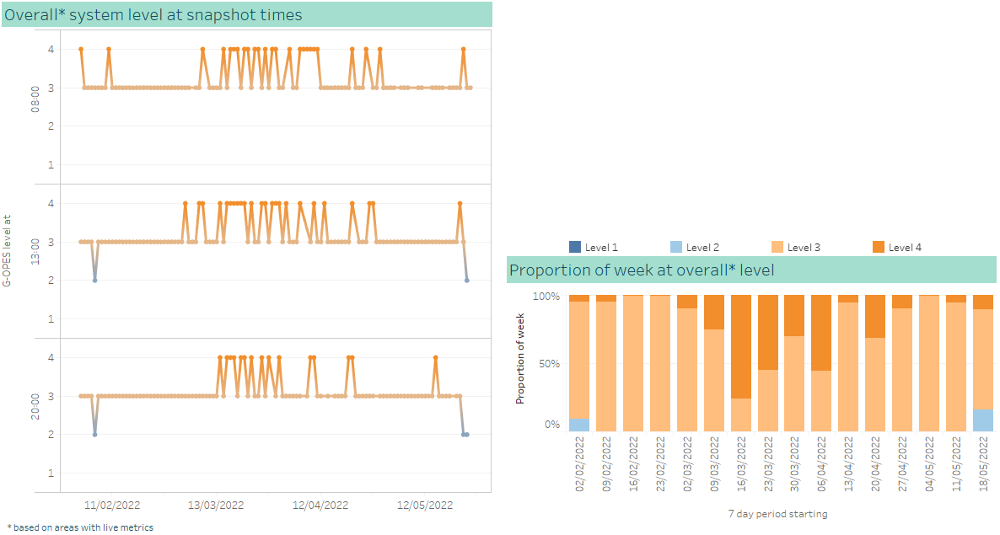 Overall* system level at snapshot times
G-OPES level at
08:00
4
3
2
1
13:00
4
3
2
1
20:00
4
3
2
1
11/02/2022 13/03/2022 12/04/2022 12/05/2022
* based on areas with live metrics
Level 1 Level 2 Level 3 Level 4
Proportion of week at overall* level
Proportion of week
100%
50%
0%
02/02/2022 09/02/2022 16/02/2022 23/02/2022 02/03/2022 09/03/2022 16/03/2022 23/03/2022 30/03/2022 06/04/2022 13/04/2022 20/04/2022 27/04/2022 04/05/2022 11/05/2022 18/05/2022
7 day period starting